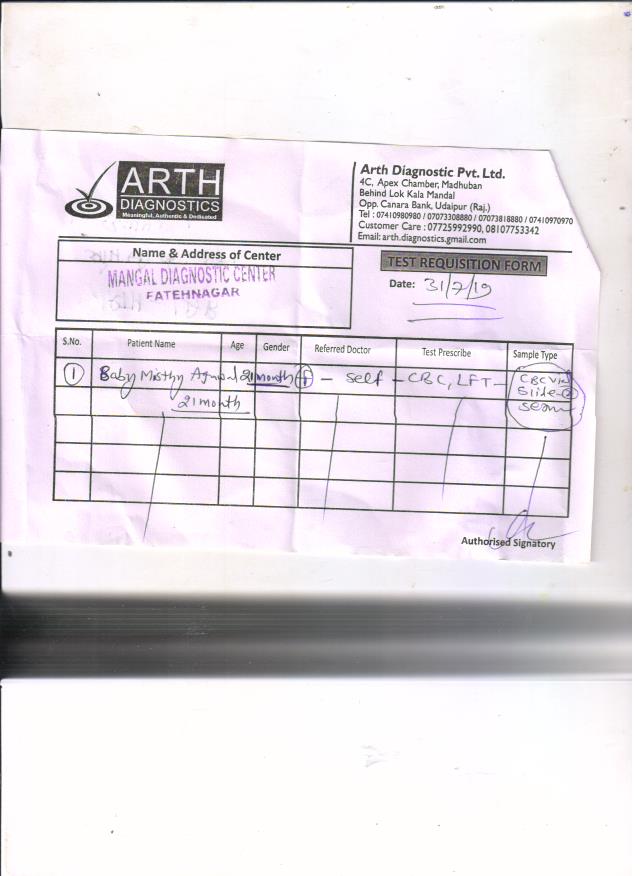 ARTH
DIAGNOSTICS
Meaningful, Authentic & Dedicated
Arth Diagnostic Pvt. Ltd.
4C, Apex Chamber, Madhuban
Behind Lok Kala Mandal
Opp. Canara Bank, Udaipur (Raj.)
Tel : 07410980980 / 07073308880 / 07073818880 / 07410970970
Customer Care : 07725992990, 08107753342
Email: arth.diagnostics.gmail.com
Name & Address of Center
MANGAL DIAGNOSTIC CENTER
FATEHNAGAR
TEST REQUISITION FORM
Date: 31/7/19
S.No. Patient Name Age Gender Referred Doctor Test Prescribe Sample Type
1 Baby Misthy 21month f - Self - CBC, LFT - CBC
21month
Slide-2
Authorised Signatory